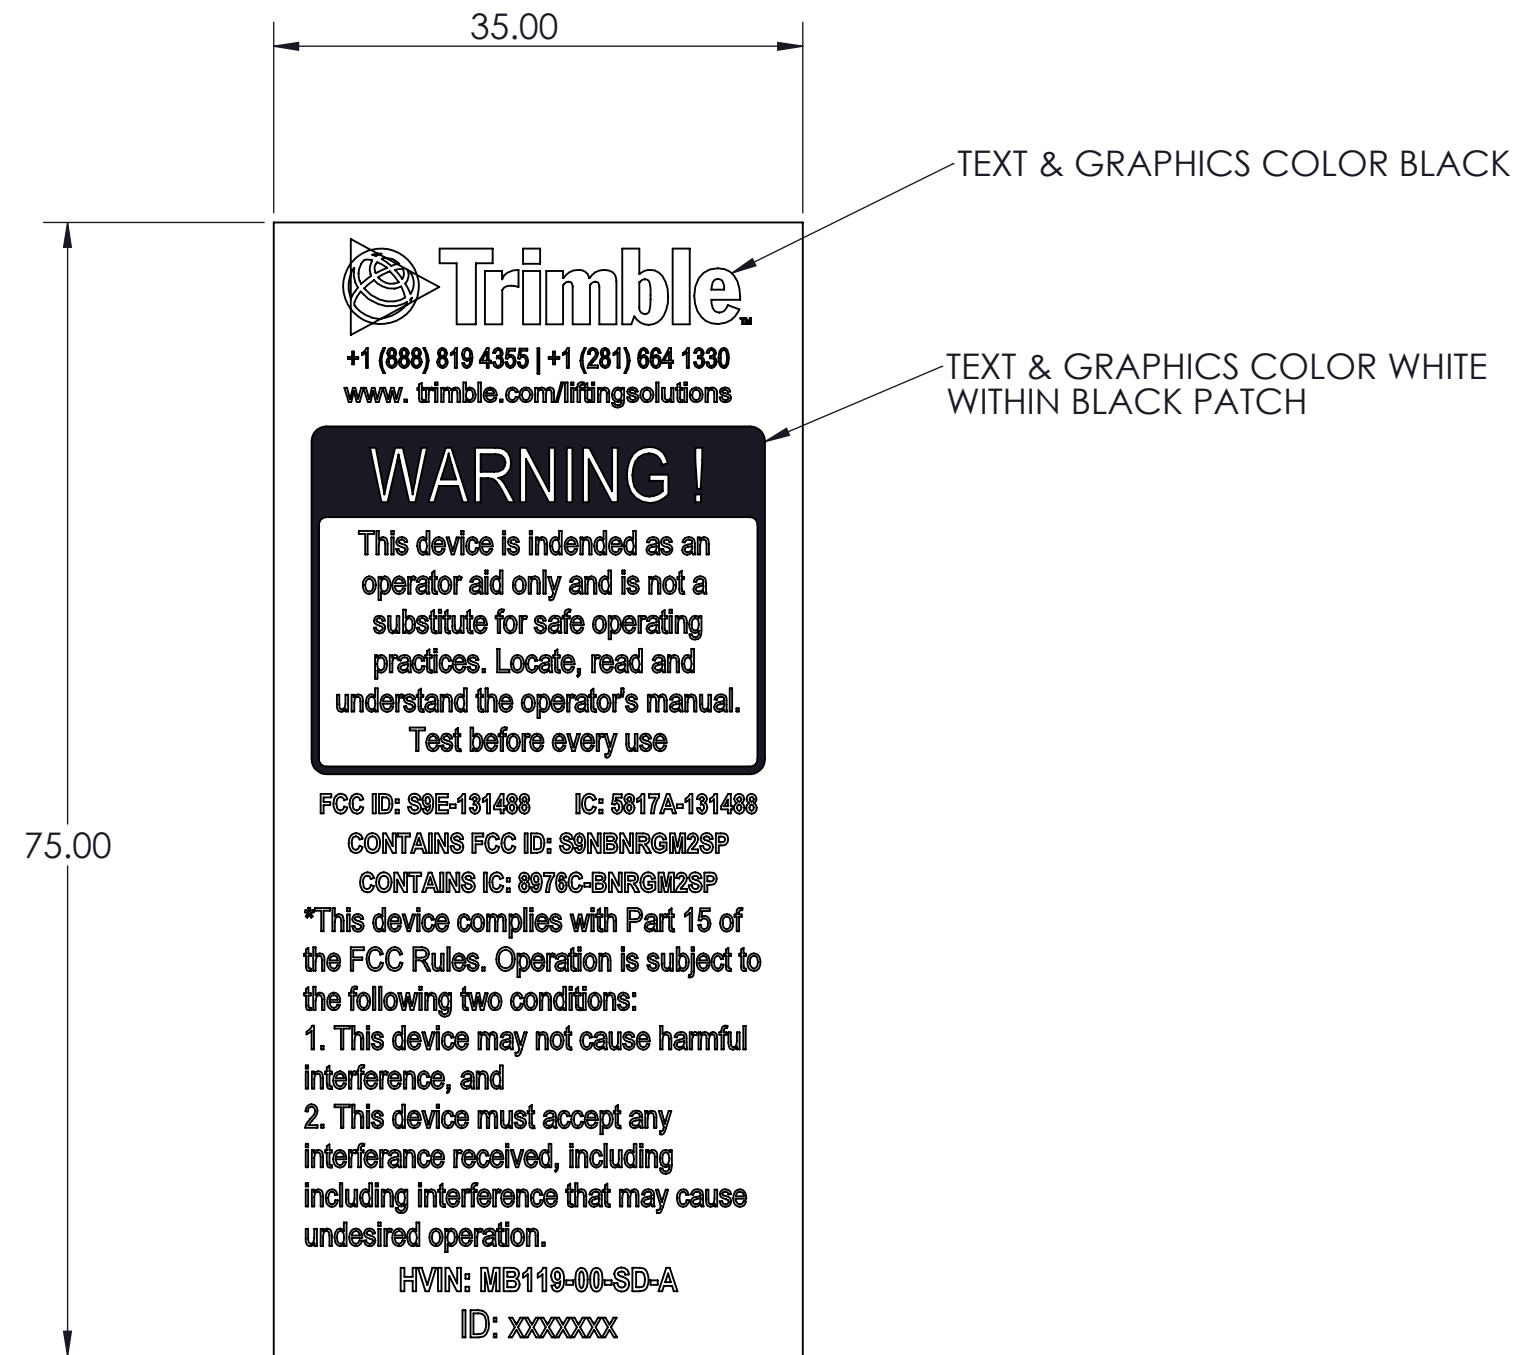 35.00
TEXT & GRAPHICS COLOR BLACK
Trimble™
+1 (888) 819 4355 | +1 (281) 664 1330
www. trimble.com/liftingsolutions
TEXT & GRAPHICS COLOR WHITE
WITHIN BLACK PATCH
WARNING !
This device is indended as an
operator aid only and is not a
substitute for safe operating
practices. Locate, read and
understand the operator's manual.
Test before every use
FCC ID: S9E-131488 IC: 5817A-131488
75.00
CONTAINS FCC ID: S9NBNRGM2SP
CONTAINS IC: 8976C-BNRGM2SP
*This device complies with Part 15 of
the FCC Rules. Operation is subject to
the following two conditions:
1. This device may not cause harmful
interference, and
2. This device must accept any
interferance received, including
including interference that may cause
undesired operation.
HVIN: MB119-00-SD-A
ID: xxxxxxx